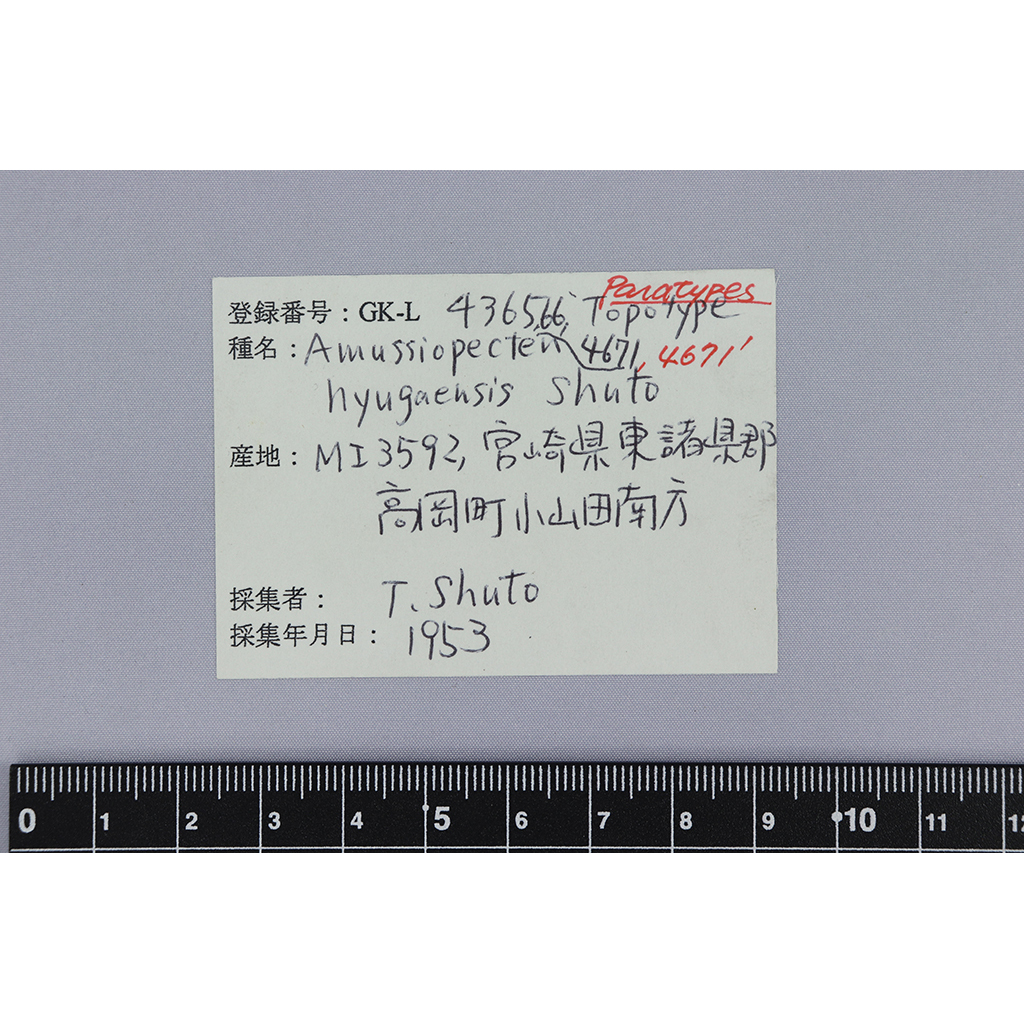 Paratypes
登録番号：GK-L 4365,66, Topotype
種名：Amussiopecten 4671, 4671'
hyugaensis Shuto
産地：MI3592, 宮崎県東諸県郡
高岡町小山田南方
採集者： T. Shuto
採集年月日： 1953
0 1 2 3 4 5 6 7 8 9 10 11 12